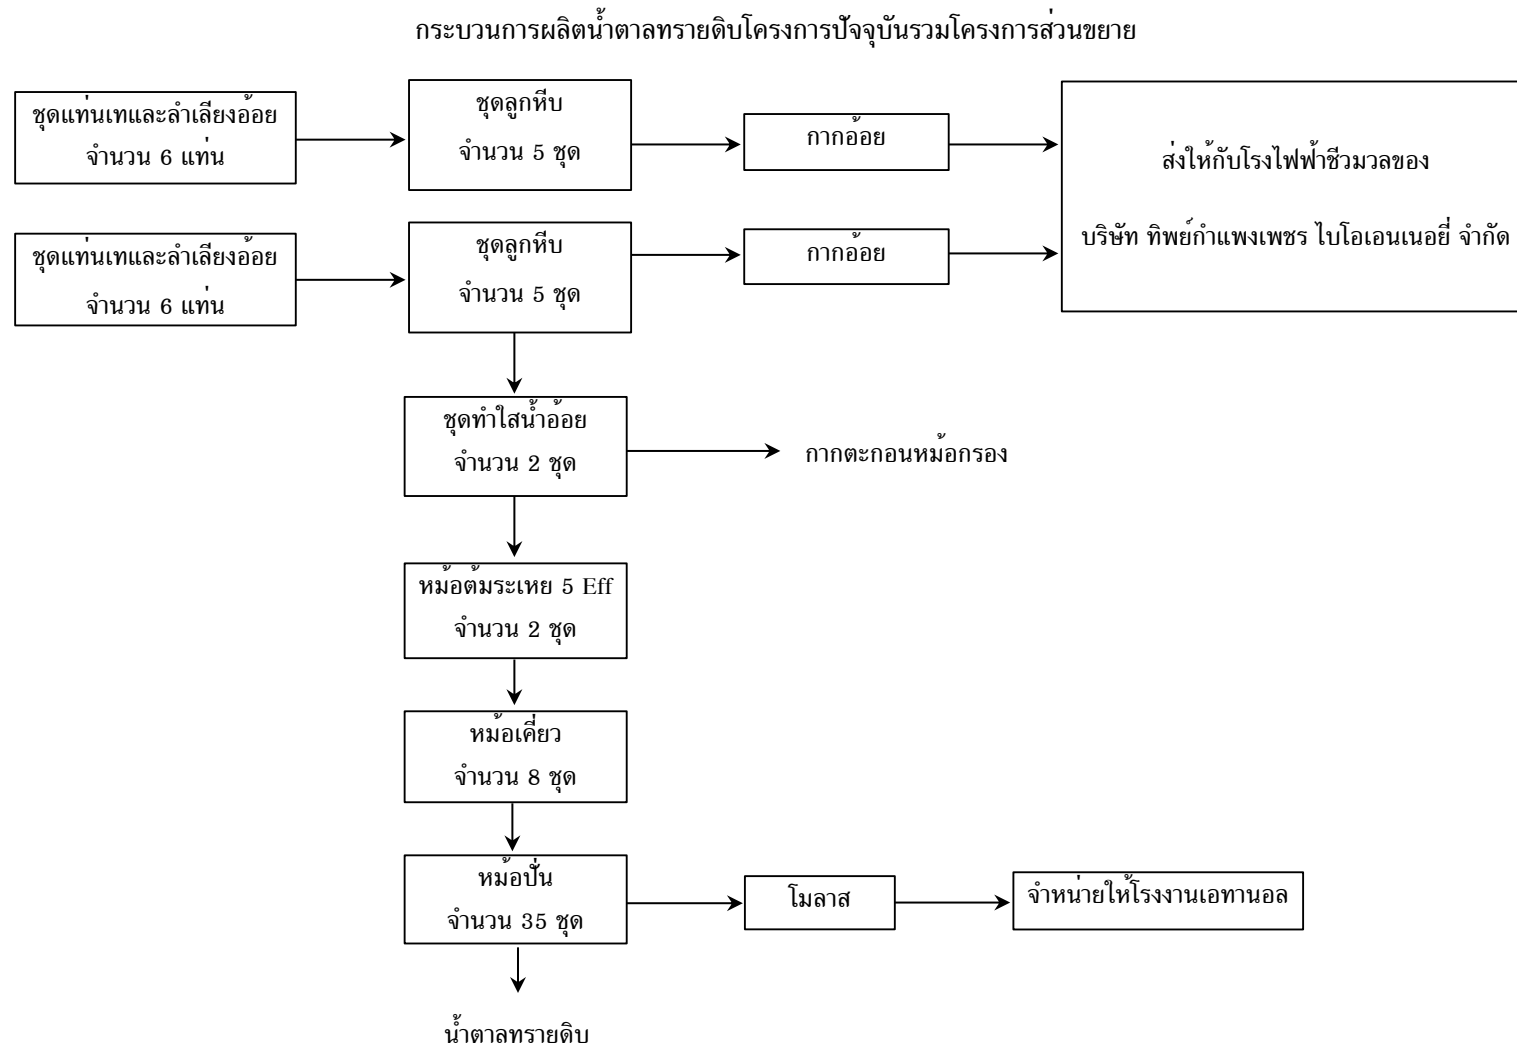 กระบวนการผลิตน้ำตาลทรายดิบโครงการปัจจุบันรวมโครงการส่วนขยาย
ชุดแท่นเทและลำเลียงอ้อย
จำนวน 6 แท่น
ชุดลูกหีบ
จำนวน 5 ชุด
กากอ้อย
ส่งให้กับโรงไฟฟ้าชีวมวลของ
บริษัท ทิพย์กำแพงเพชร ไบโอเอนเนอยี่ จำกัด
ชุดแท่นเทและลำเลียงอ้อย
จำนวน 6 แท่น
ชุดลูกหีบ
จำนวน 5 ชุด
กากอ้อย
ชุดทำใสน้ำอ้อย
จำนวน 2 ชุด
กากตะกอนหม้อกรอง
หม้อต้มระเหย 5 Eff
จำนวน 2 ชุด
หม้อเคี่ยว
จำนวน 8 ชุด
หม้อปั่น
จำนวน 35 ชุด
โมลาส
จำหน่ายให้โรงงานเอทานอล
น้ำตาลทรายดิบ